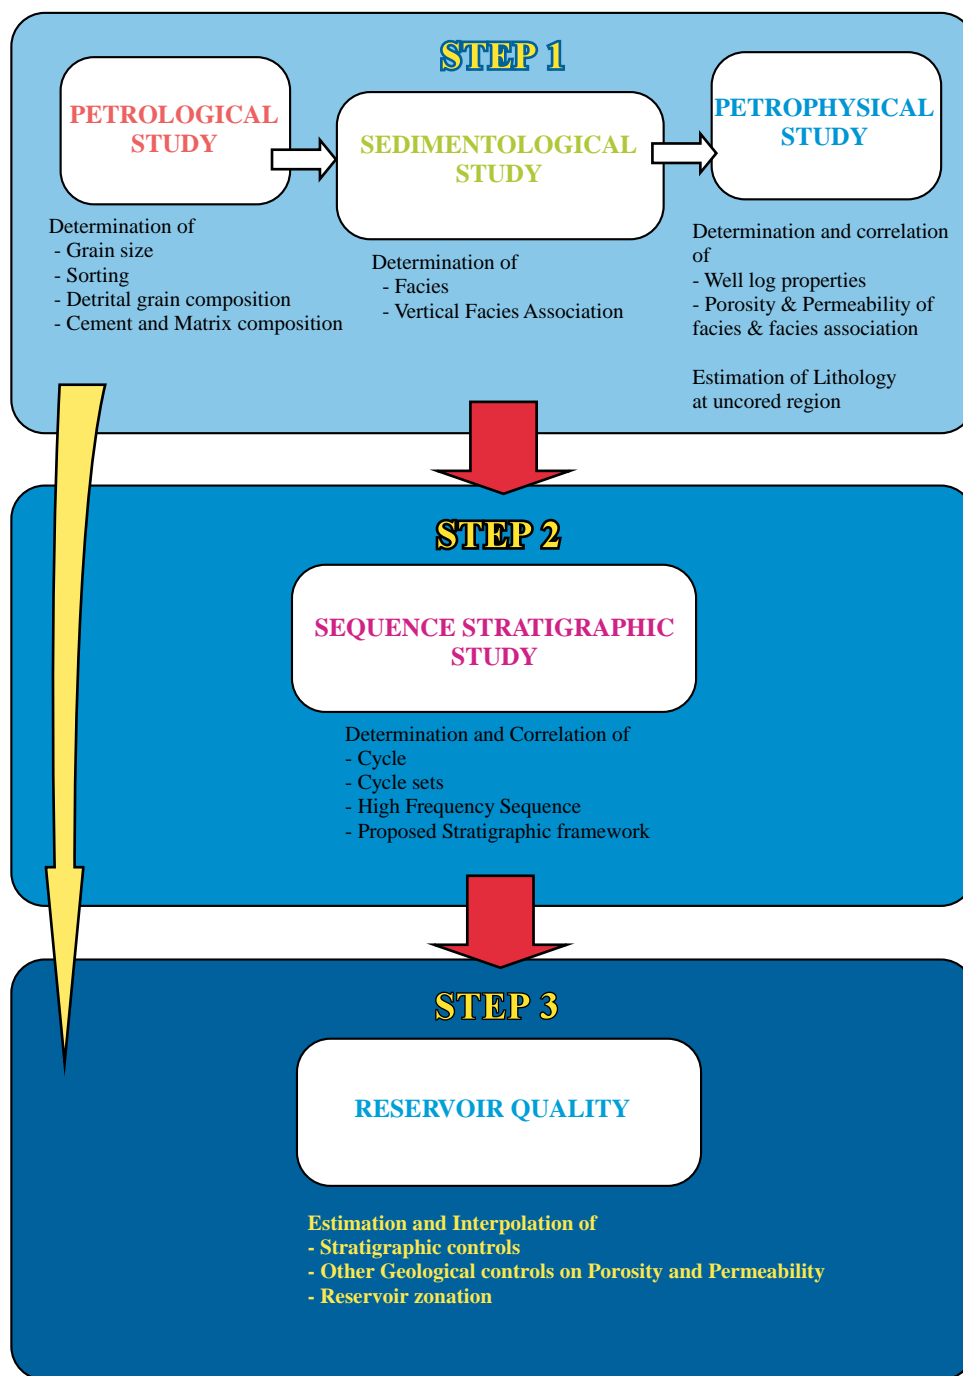 STEP 1
PETROLOGICAL
STUDY
Determination of
- Grain size
- Sorting
- Detrital grain composition
- Cement and Matrix composition
SEDIMENTOLOGICAL
STUDY
Determination of
- Facies
- Vertical Facies Association
PETROPHYSICAL
STUDY
Determination and correlation
of
- Well log properties
- Porosity & Permeability of
facies & facies association
Estimation of Lithology
at uncored region
STEP 2
SEQUENCE STRATIGRAPHIC
STUDY
Determination and Correlation of
- Cycle
- Cycle sets
- High Frequency Sequence
- Proposed Stratigraphic framework
STEP 3
RESERVOIR QUALITY
Estimation and Interpolation of
- Stratigraphic controls
- Other Geological controls on Porosity and Permeability
- Reservoir zonation